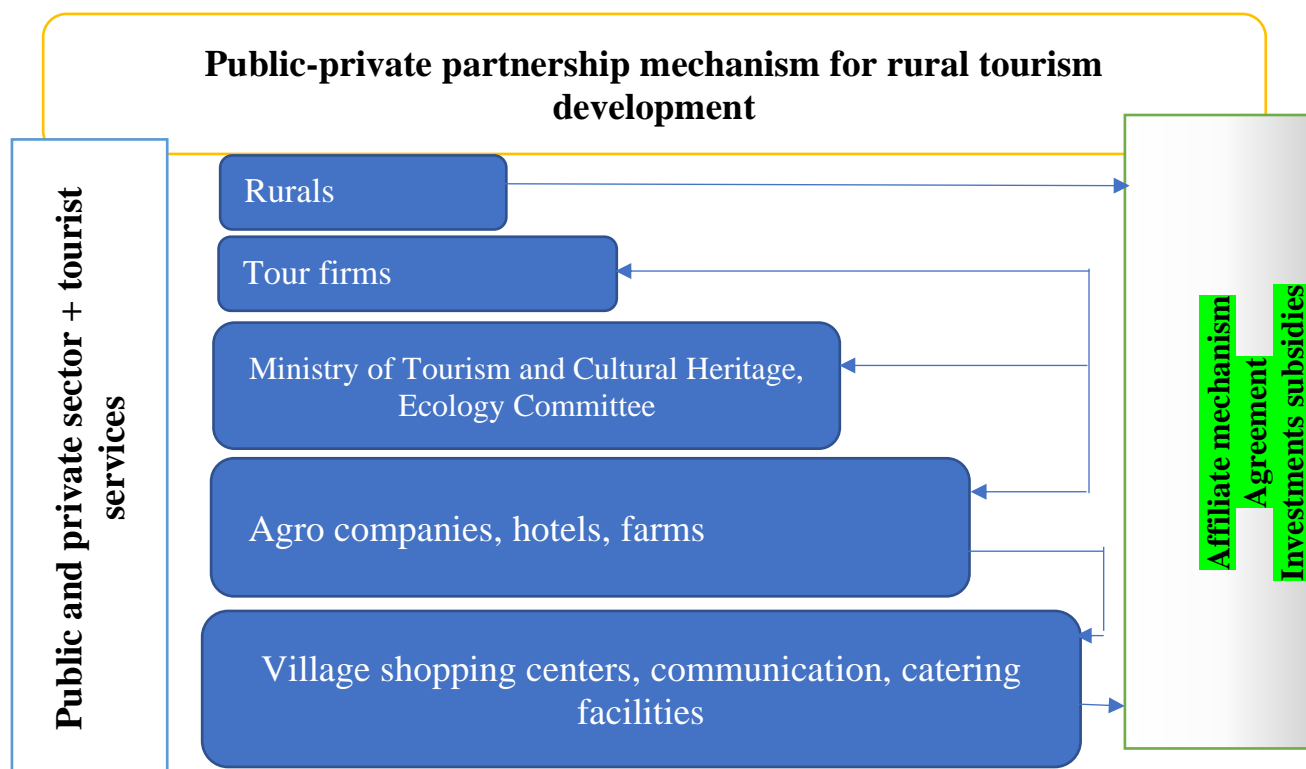 Public-private partnership mechanism for rural tourism
development
Public and private sector + tourist
services
Rurals
Tour firms
Ministry of Tourism and Cultural Heritage,
Ecology Committee
Agro companies, hotels, farms
Village shopping centers, communication, catering
facilities
Affiliate mechanism
Agreement
Investments subsidies